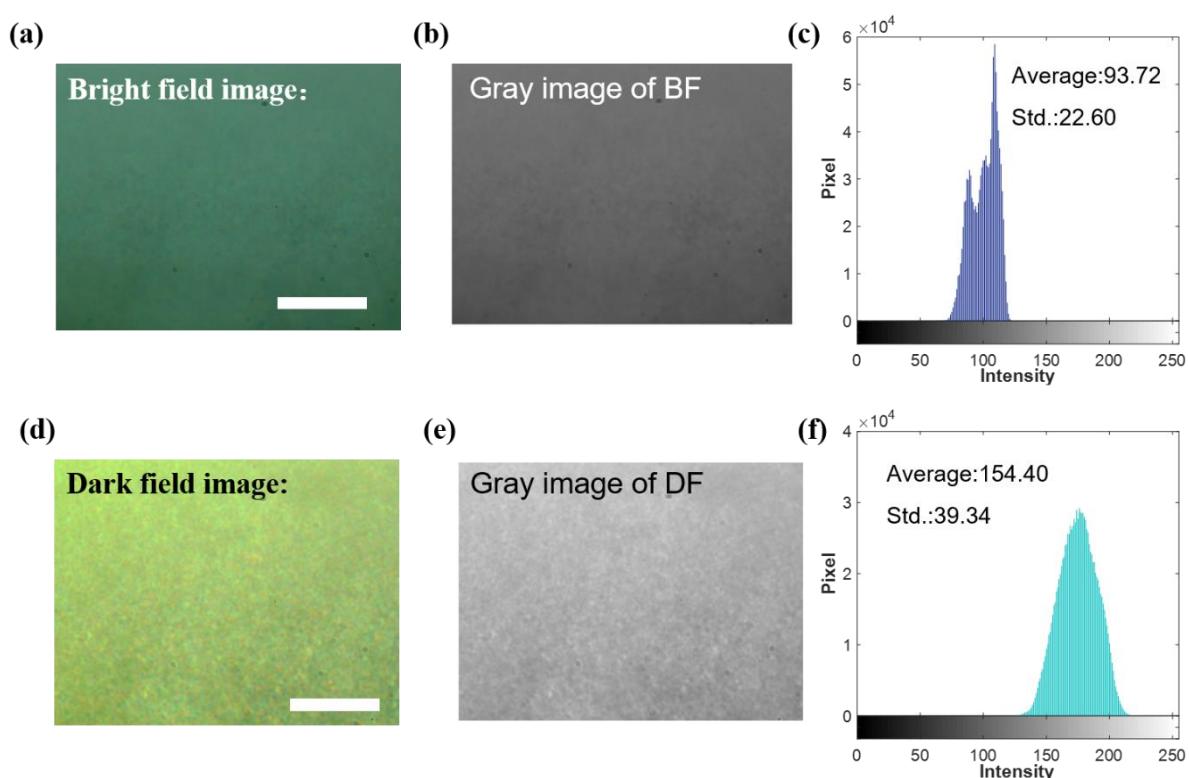 (a)
Bright field image:
(b)
Gray image of BF
(c)
×10⁴
6
5
4
3
2
1
0
Pixel
Average:93.72
Std.:22.60
0 50 100 150 200 250
Intensity
(d)
Dark field image:
(e)
Gray image of DF
(f)
×10⁴
4
3
2
1
0
Pixel
Average:154.40
Std.:39.34
0 50 100 150 200 250
Intensity